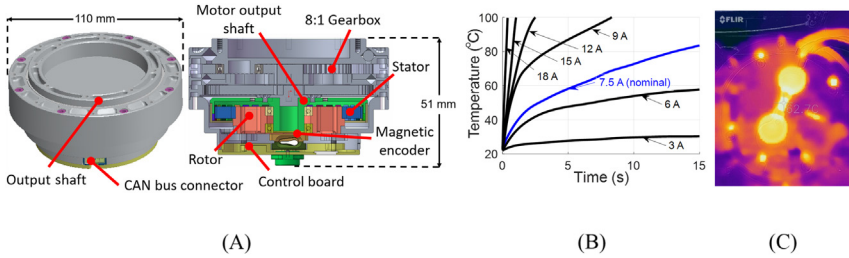 110 mm
Motor output
shaft
8:1 Gearbox
Stator
51 mm
Magnetic
encoder
Rotor
Output shaft
CAN bus connector
Control board
Temperature (°C)
100
80
60
40
20
0
5
10
15
Time (s)
9 A
12 A
15 A
18 A
7.5 A (nominal)
6 A
3 A
FLIR
(A)
(B)
(C)